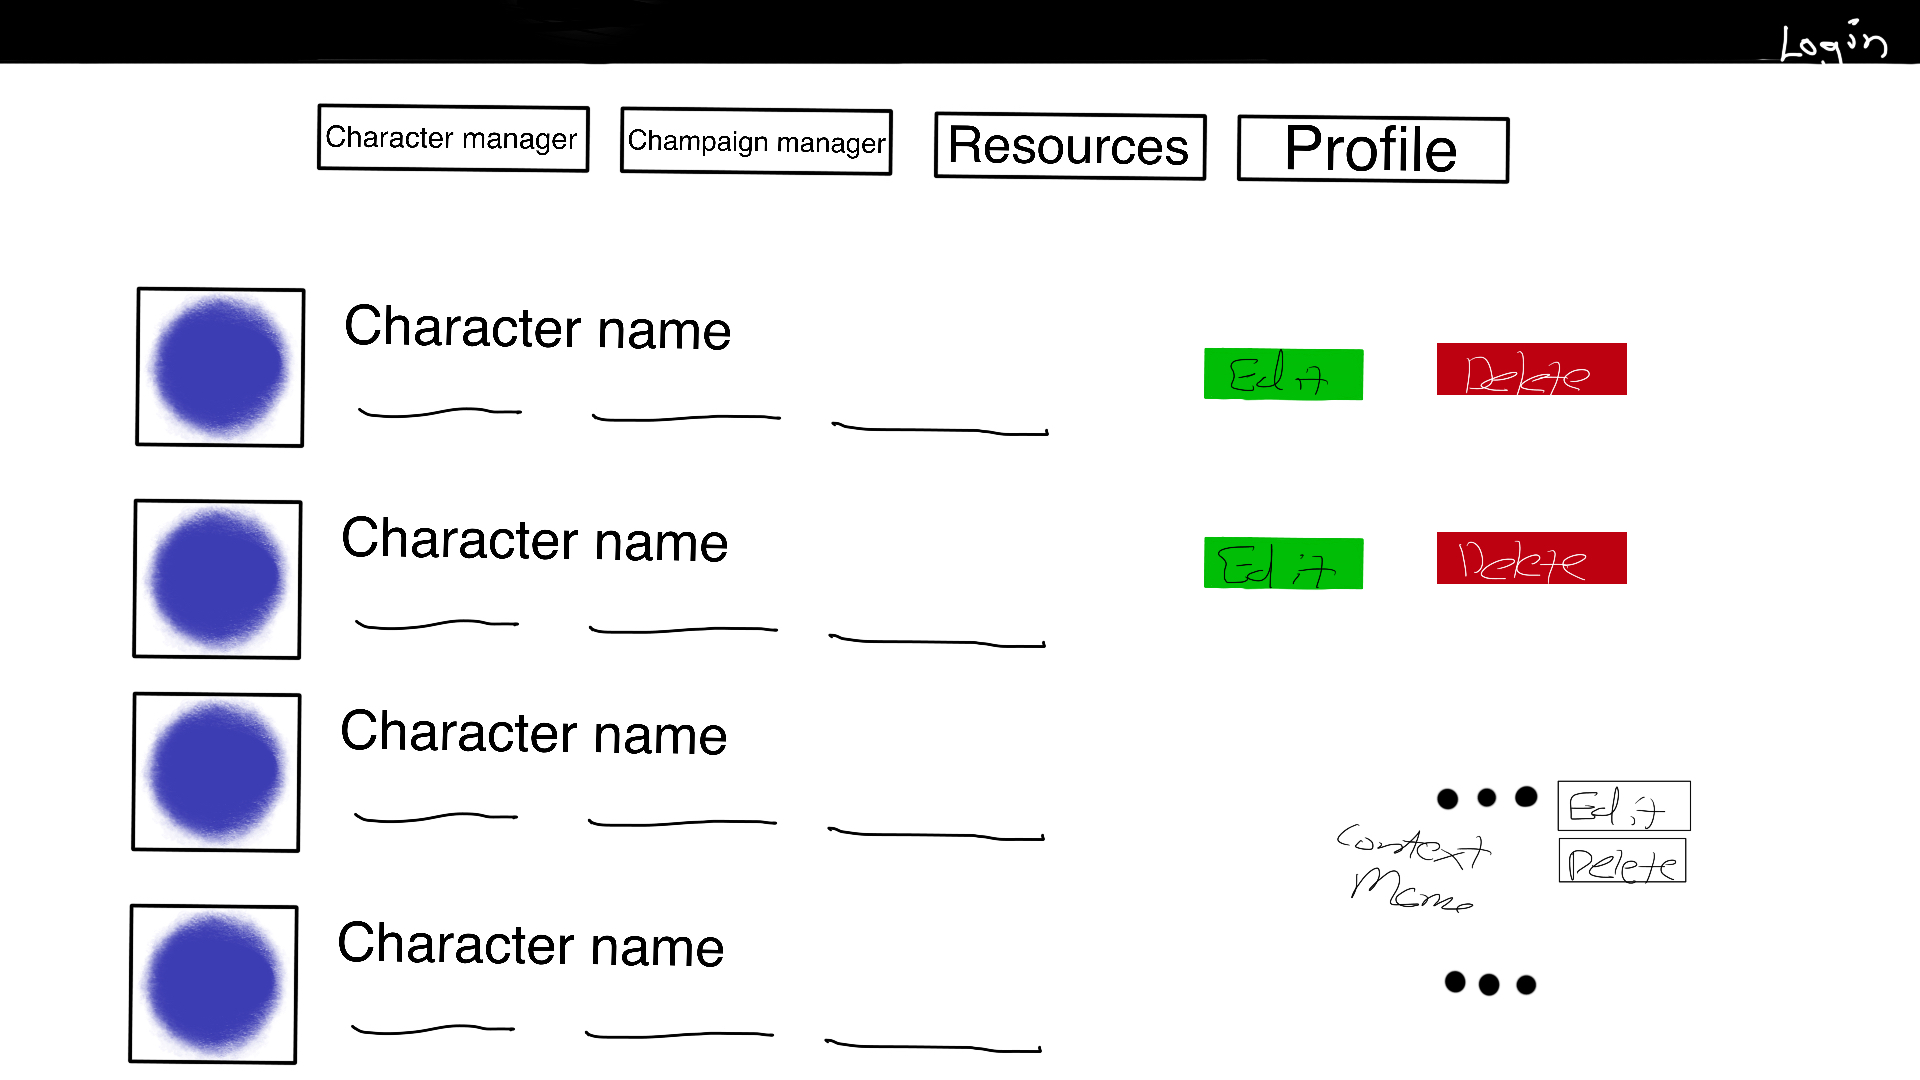 Login
Character manager
Champaign manager
Resources
Profile
Character name
Edit
Delete
Character name
Edit
Delete
Character name
Edit
Context
Delete
Menu
Character name